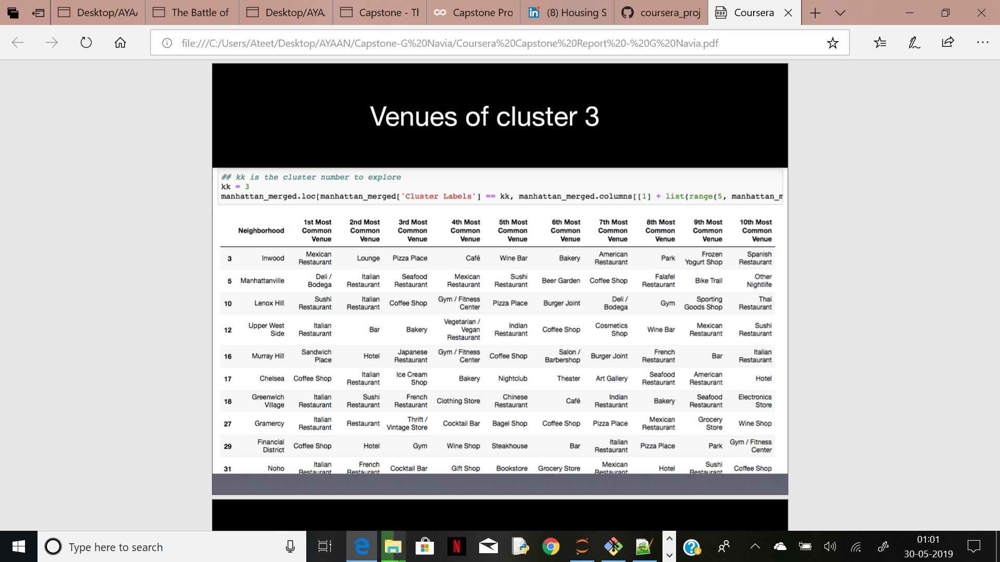 Desktop/AYAA
The Battle of
Desktop/AYA
Capstone - Th
Capstone Pro
in (8) Housing S
coursera_proj
PDF Coursera
file:///C:/Users/Ateet/Desktop/AYAAN/Capstone-G%20Navia/Coursera%20Capstone%20Report%20-%20G%20Navia.pdf
Venues of cluster 3
## kk is the cluster number to explore
kk = 3
manhattan_merged.loc[manhattan_merged['Cluster Labels'] == kk, manhattan_merged.columns[[1] + list(range(5, manhattan_m
Neighborhood 1st Most Common Venue 2nd Most Common Venue 3rd Most Common Venue 4th Most Common Venue 5th Most Common Venue 6th Most Common Venue 7th Most Common Venue 8th Most Common Venue 9th Most Common Venue 10th Most Common Venue
3 Inwood Mexican Restaurant Lounge Pizza Place Café Wine Bar Bakery American Restaurant Park Frozen Yogurt Shop Spanish Restaurant
5 Manhattanville Deli / Bodega Italian Restaurant Seafood Restaurant Mexican Restaurant Sushi Restaurant Beer Garden Coffee Shop Falafel Restaurant Bike Trail Other Nightlife
10 Lenox Hill Sushi Restaurant Italian Restaurant Coffee Shop Gym / Fitness Center Pizza Place Burger Joint Deli / Bodega Gym Sporting Goods Shop Thai Restaurant
12 Upper West Side Italian Restaurant Bar Bakery Vegetarian / Vegan Restaurant Indian Restaurant Coffee Shop Cosmetics Shop Wine Bar Mexican Restaurant Sushi Restaurant
16 Murray Hill Sandwich Place Hotel Japanese Restaurant Gym / Fitness Center Coffee Shop Salon / Barbershop Burger Joint French Restaurant Bar Italian Restaurant
17 Chelsea Coffee Shop Italian Restaurant Ice Cream Shop Bakery Nightclub Theater Art Gallery Seafood Restaurant American Restaurant Hotel
18 Greenwich Village Italian Restaurant Sushi Restaurant French Restaurant Clothing Store Chinese Restaurant Café Indian Restaurant Bakery Seafood Restaurant Electronics Store
27 Gramercy Italian Restaurant Restaurant Thrift / Vintage Store Cocktail Bar Bagel Shop Coffee Shop Pizza Place Mexican Restaurant Grocery Store Wine Shop
29 Financial District Coffee Shop Hotel Gym Wine Shop Steakhouse Bar Italian Restaurant Pizza Place Park Gym / Fitness Center
31 Noho Italian Restaurant French Restaurant Cocktail Bar Gift Shop Bookstore Grocery Store Mexican Restaurant Hotel Sushi Restaurant Coffee Shop
Type here to search
N
01:01
30-05-2019